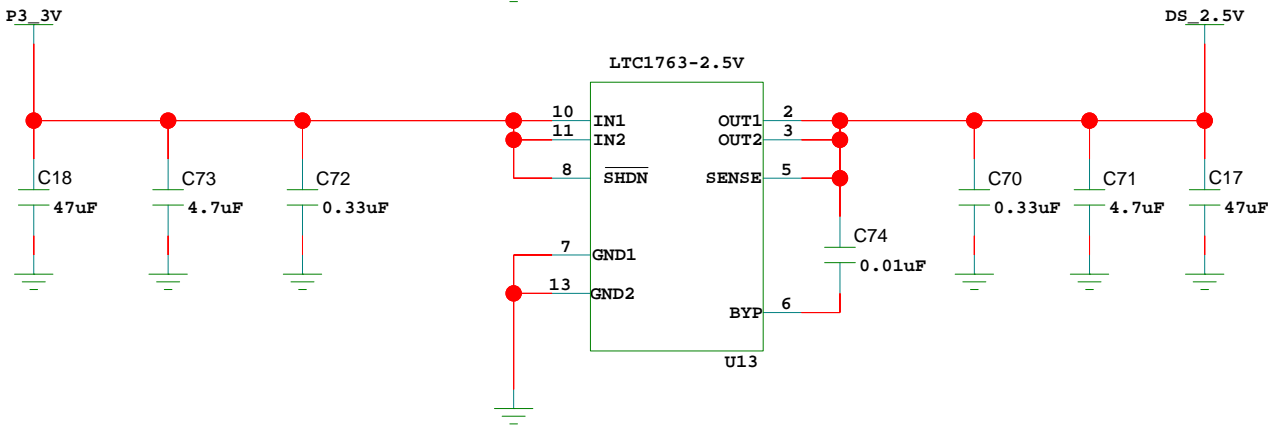 P3_3V
DS_2.5V
LTC1763-2.5V
10 IN1 OUT1 2
11 IN2 OUT2 3
8 SHDN SENSE 5
C18 47uF
C73 4.7uF
C72 0.33uF
C70 0.33uF
C71 4.7uF
C17 47uF
7 GND1
C74 0.01uF
13 GND2
BYP 6
U13